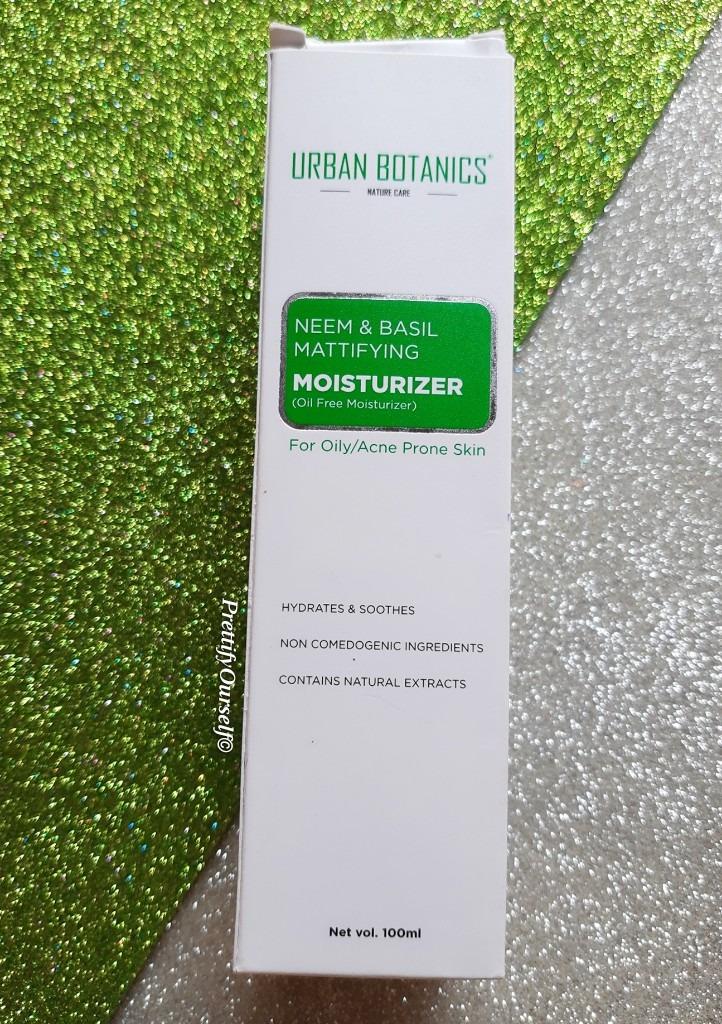 URBAN BOTANICS®
NATURE CARE
NEEM & BASIL
MATTIFYING
MOISTURIZER
(Oil Free Moisturizer)
For Oily/Acne Prone Skin
HYDRATES & SOOTHES
NON COMEDOGENIC INGREDIENTS
CONTAINS NATURAL EXTRACTS
Net vol. 100ml
PrettifyOurself©